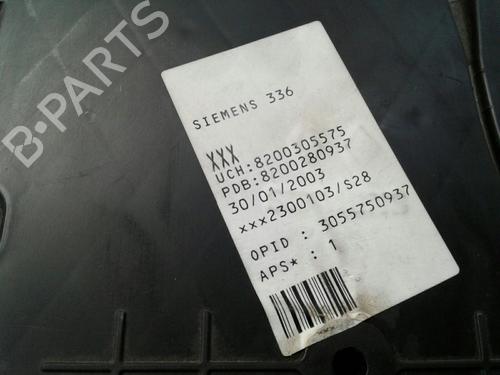 B-PARTS
SIEMENS 336
XXX
UCH:8200305575
PDB:8200280937
30/01/2003
xxx2300103/S28
OPID : 3055750937
APS* : 1